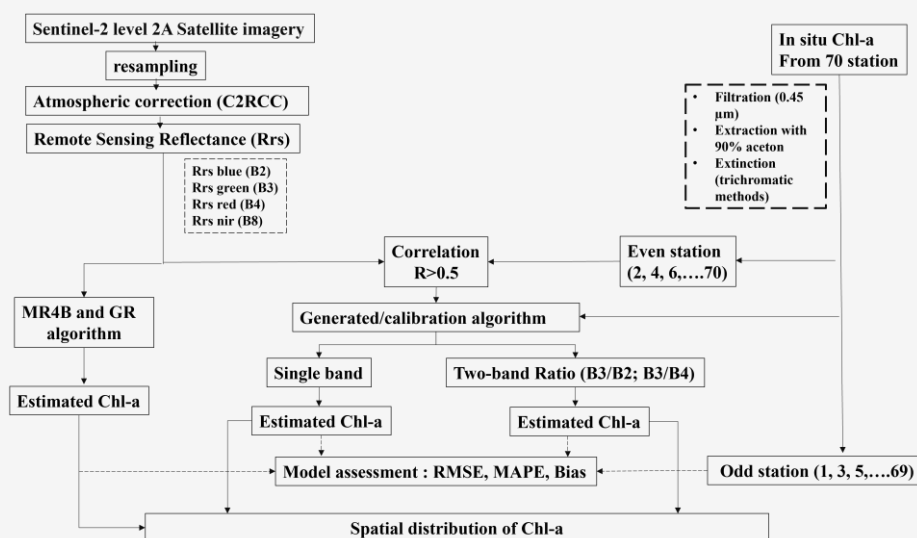 Sentinel-2 level 2A Satellite imagery
resampling
Atmospheric correction (C2RCC)
Remote Sensing Reflectance (Rrs)
Rrs blue (B2)
Rrs green (B3)
Rrs red (B4)
Rrs nir (B8)
In situ Chl-a
From 70 station
• Filtration (0.45
µm)
• Extraction with
90% aceton
• Extinction
(trichromatic
methods)
Correlation
R>0.5
Even station
(2, 4, 6,….70)
MR4B and GR
algorithm
Generated/calibration algorithm
Single band
Two-band Ratio (B3/B2; B3/B4)
Estimated Chl-a
Estimated Chl-a
Estimated Chl-a
Model assessment : RMSE, MAPE, Bias
Odd station (1, 3, 5,….69)
Spatial distribution of Chl-a